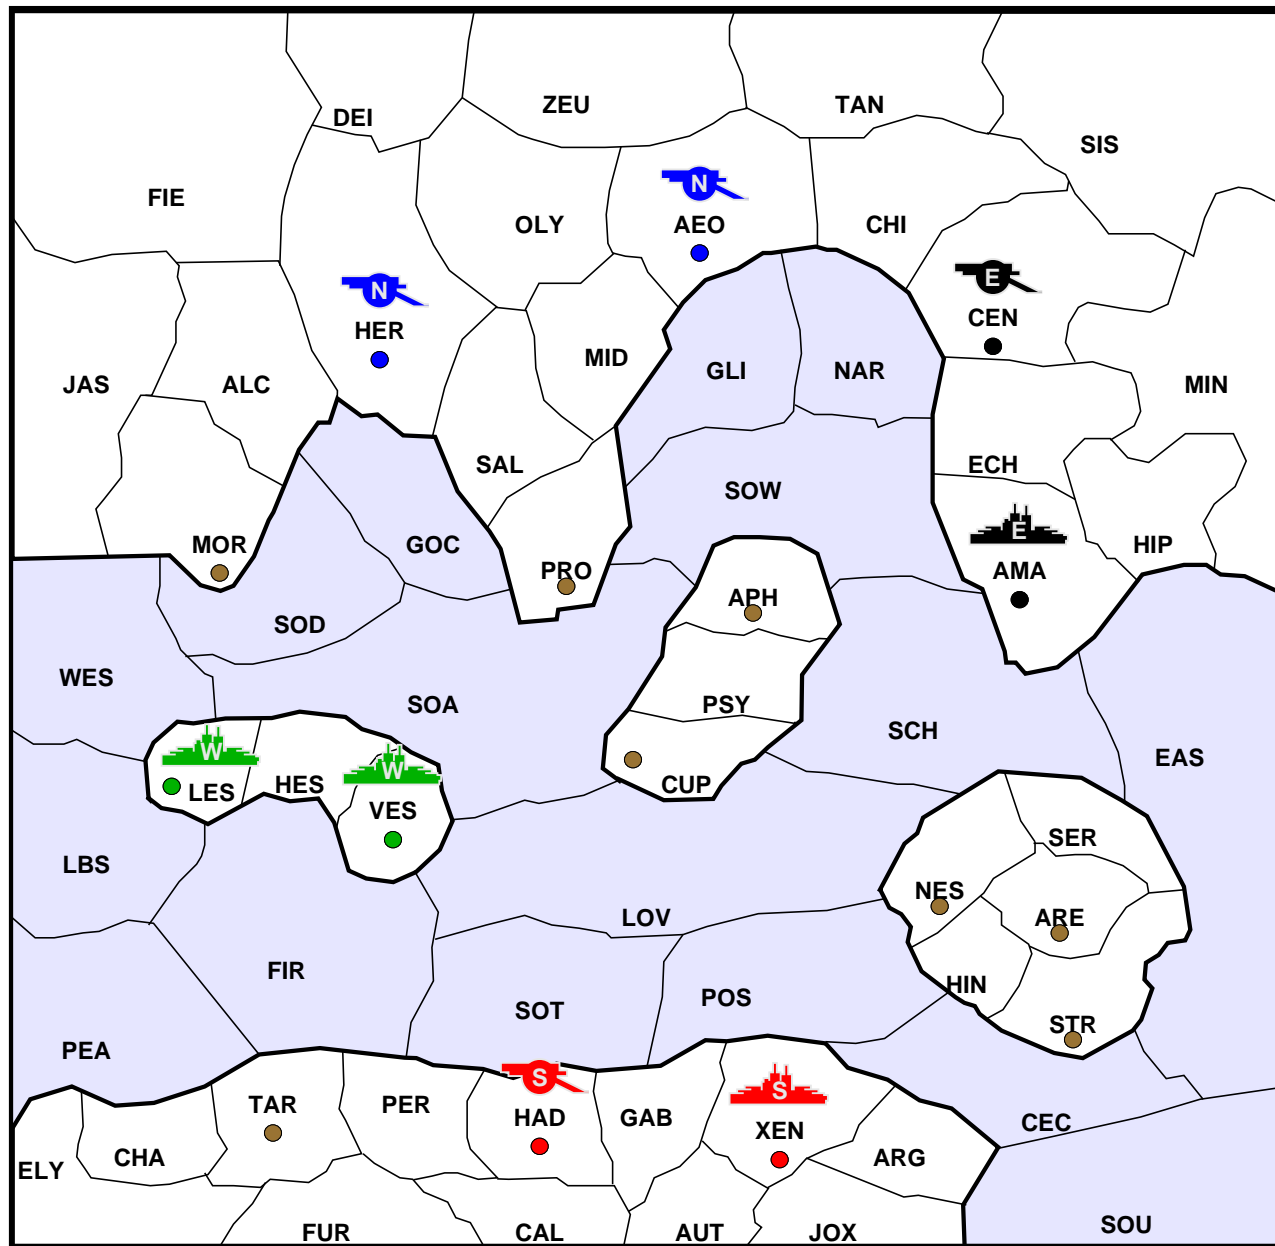 ZEU
TAN
DEI
SIS
N
FIE
OLY
AEO
CHI
E
N
CEN
HER
MID
GLI
NAR
JAS
ALC
MIN
SAL
ECH
SOW
E
MOR
GOC
HIP
PRO
AMA
APH
SOD
WES
SOA
PSY
SCH
W
EAS
W
LES
HES
CUP
VES
SER
LBS
NES
LOV
ARE
FIR
HIN
POS
SOT
STR
PEA
S
S
TAR
PER
HAD
GAB
CEC
XEN
CHA
ARG
ELY
FUR
CAL
AUT
JOX
SOU